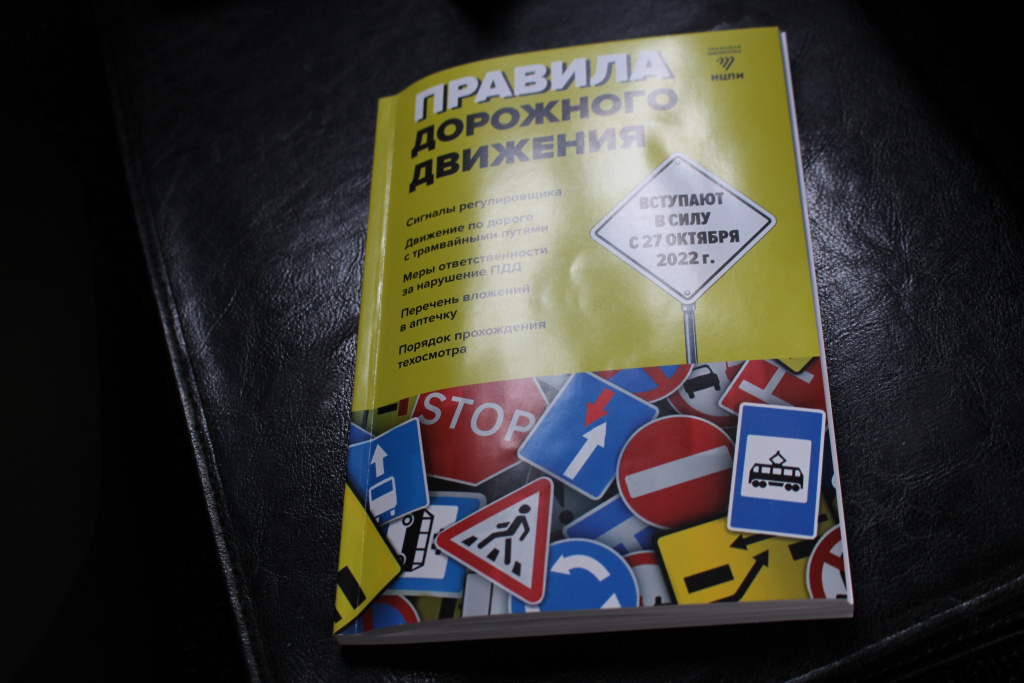 ПРАВИЛА
ДОРОЖНОГО
ДВИЖЕНИЯ
НЦПИ
Сигналы регулировщика
Движение по дороге
с трамвайными путями
Меры ответственности
за нарушение ПДД
Перечень вложений
в аптечку
Порядок прохождения
техосмотра
ВСТУПАЮТ
В СИЛУ
С 27 ОКТЯБРЯ
2022 г.
STOP